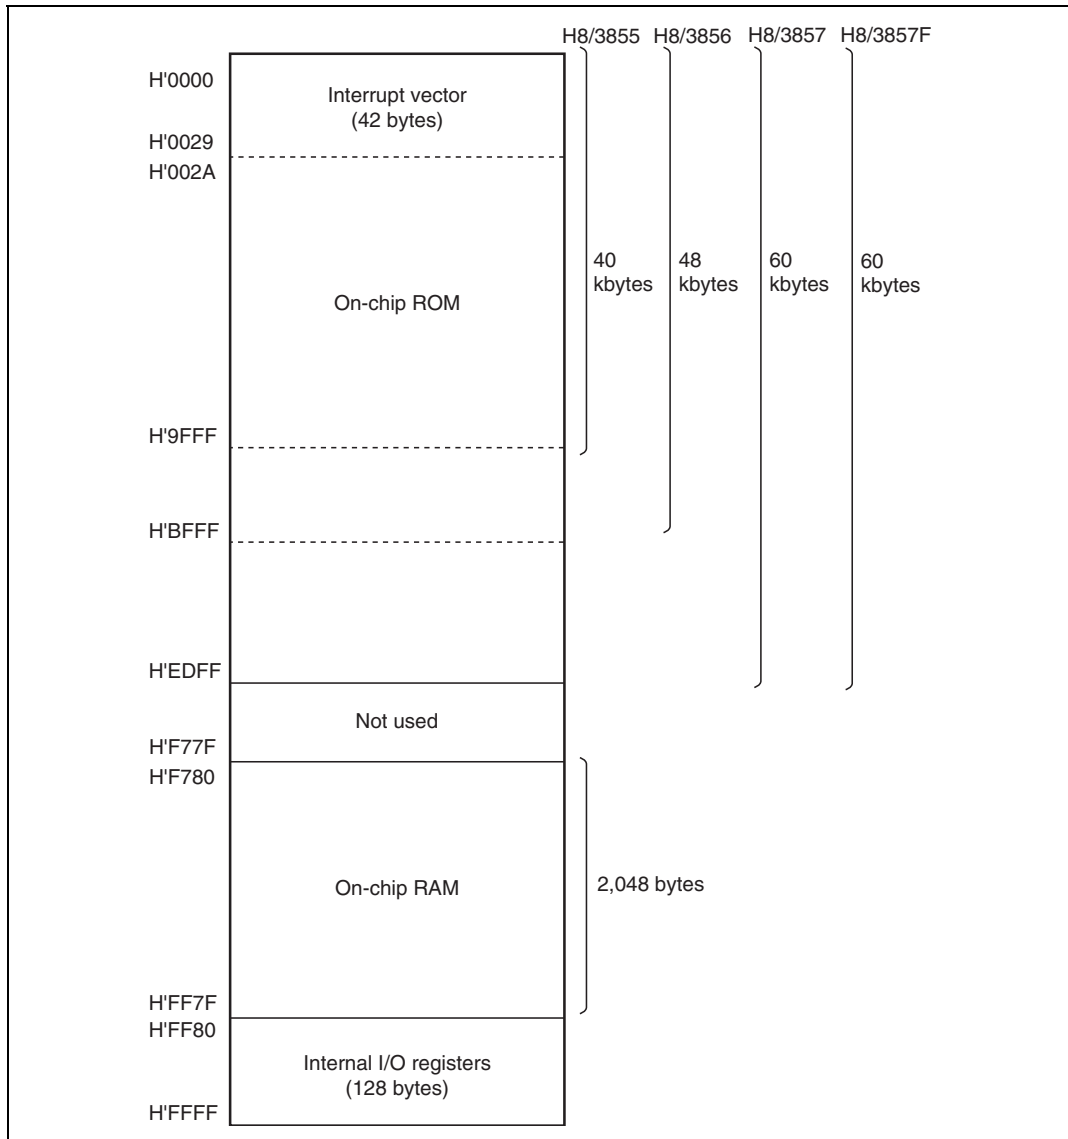 H8/3855 H8/3856 H8/3857 H8/3857F
H'0000
Interrupt vector
(42 bytes)
H'0029
H'002A
40
kbytes
48
kbytes
60
kbytes
60
kbytes
On-chip ROM
H'9FFF
H'BFFF
H'EDFF
Not used
H'F77F
H'F780
On-chip RAM
2,048 bytes
H'FF7F
H'FF80
Internal I/O registers
(128 bytes)
H'FFFF